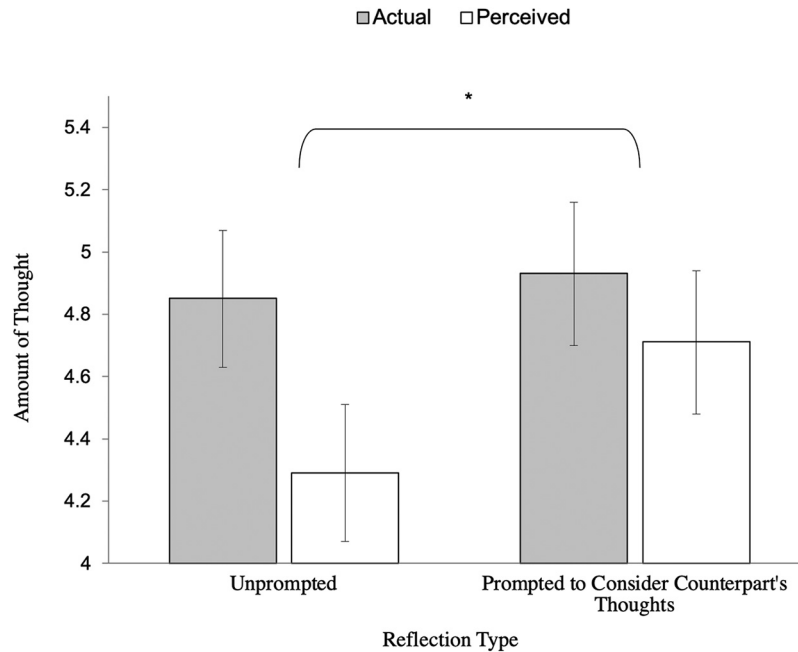 Actual Perceived
*
5.4
5.2
5
4.8
4.6
4.4
4.2
4
Amount of Thought
Unprompted
Prompted to Consider Counterpart's
Thoughts
Reflection Type